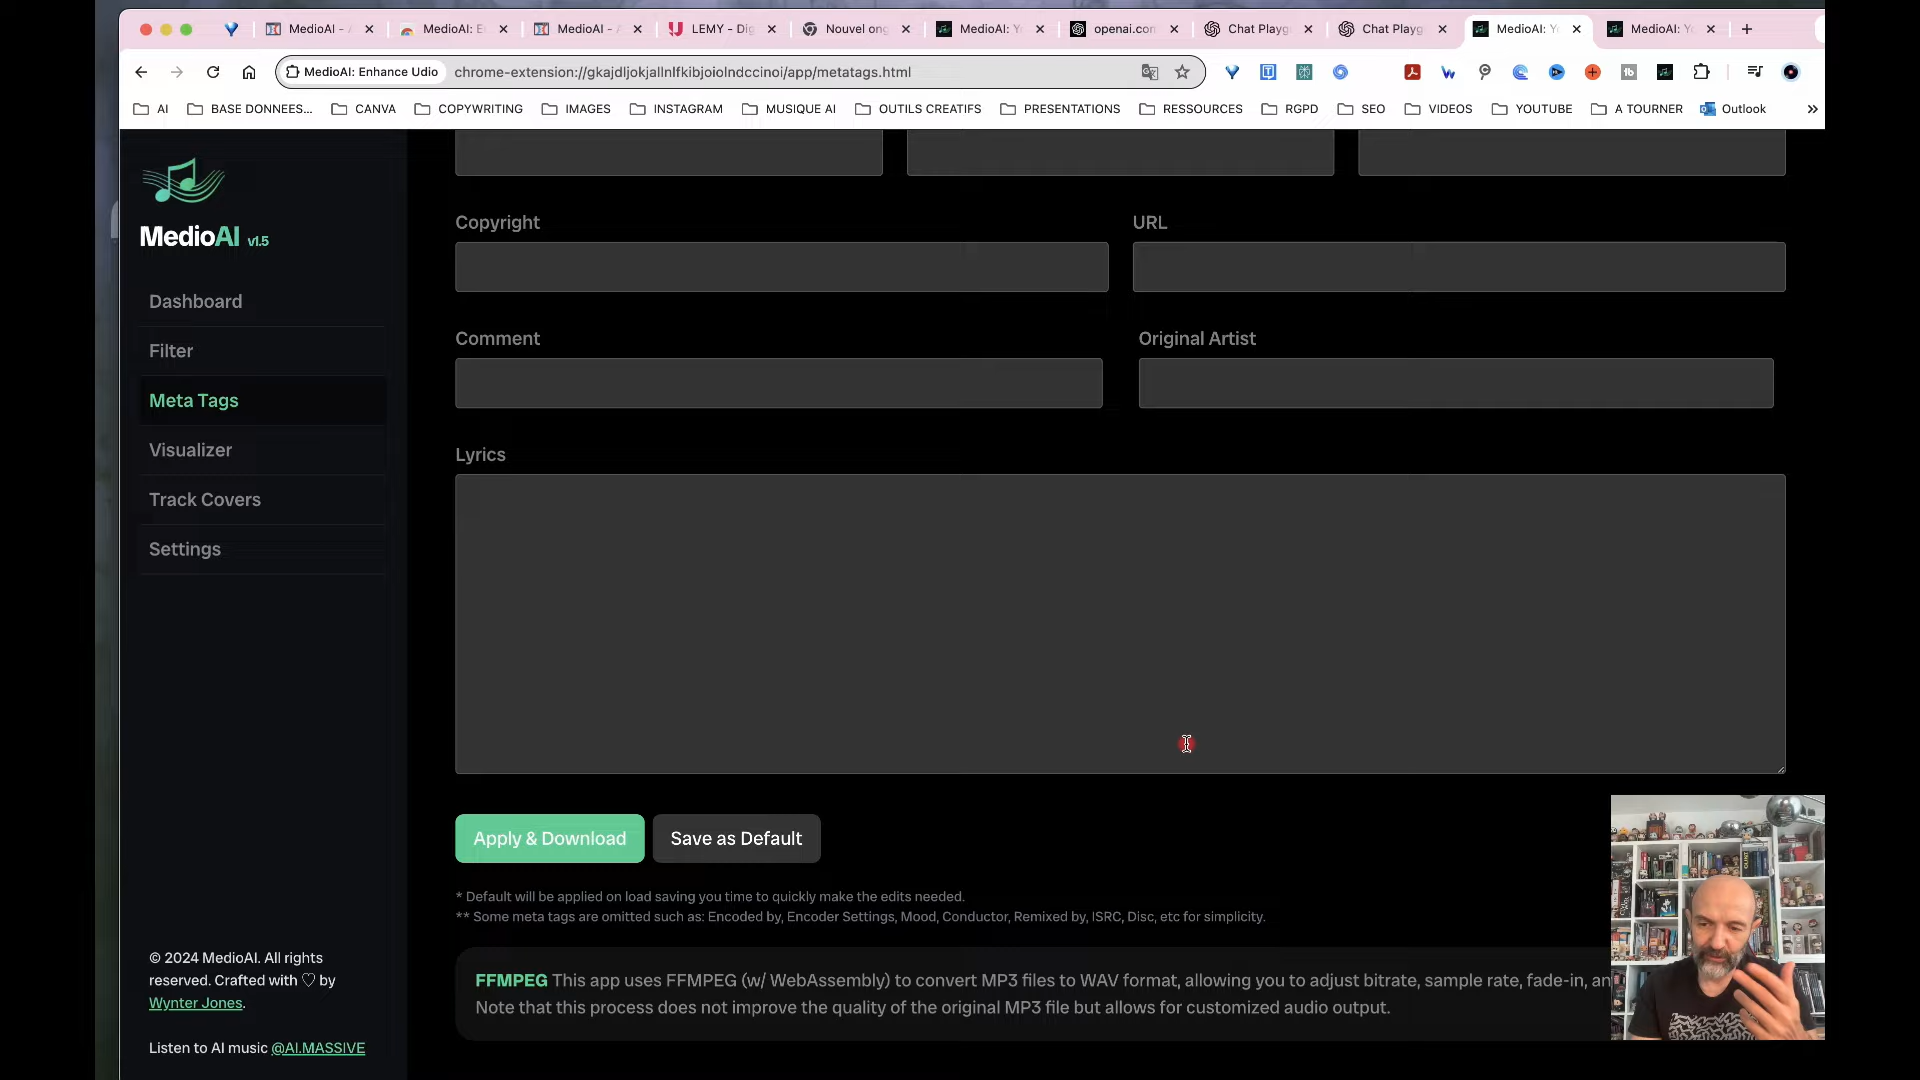 MedioAI - A
MedioAI: E
MedioAI - A
LEMY - Dig
Nouvel ong
MedioAI: Y
openai.com
Chat Playg
Chat Playg
MedioAI: Y
MedioAI: Y
MedioAI: Enhance Udio
chrome-extension://gkajdljokjallnlfkibjoiolndccinoi/app/metatags.html
AI
BASE DONNEES...
CANVA
COPYWRITING
IMAGES
INSTAGRAM
MUSIQUE AI
OUTILS CREATIFS
PRESENTATIONS
RESSOURCES
RGPD
SEO
VIDEOS
YOUTUBE
A TOURNER
Outlook
MedioAI v1.5
Dashboard
Filter
Meta Tags
Visualizer
Track Covers
Settings
© 2024 MedioAI. All rights
reserved. Crafted with ♡ by
Wynter Jones.
Listen to AI music @AI.MASSIVE
Copyright
URL
Comment
Original Artist
Lyrics
Apply & Download
Save as Default
* Default will be applied on load saving you time to quickly make the edits needed.
** Some meta tags are omitted such as: Encoded by, Encoder Settings, Mood, Conductor, Remixed by, ISRC, Disc, etc for simplicity.
FFMPEG This app uses FFMPEG (w/ WebAssembly) to convert MP3 files to WAV format, allowing you to adjust bitrate, sample rate, fade-in, an
Note that this process does not improve the quality of the original MP3 file but allows for customized audio output.